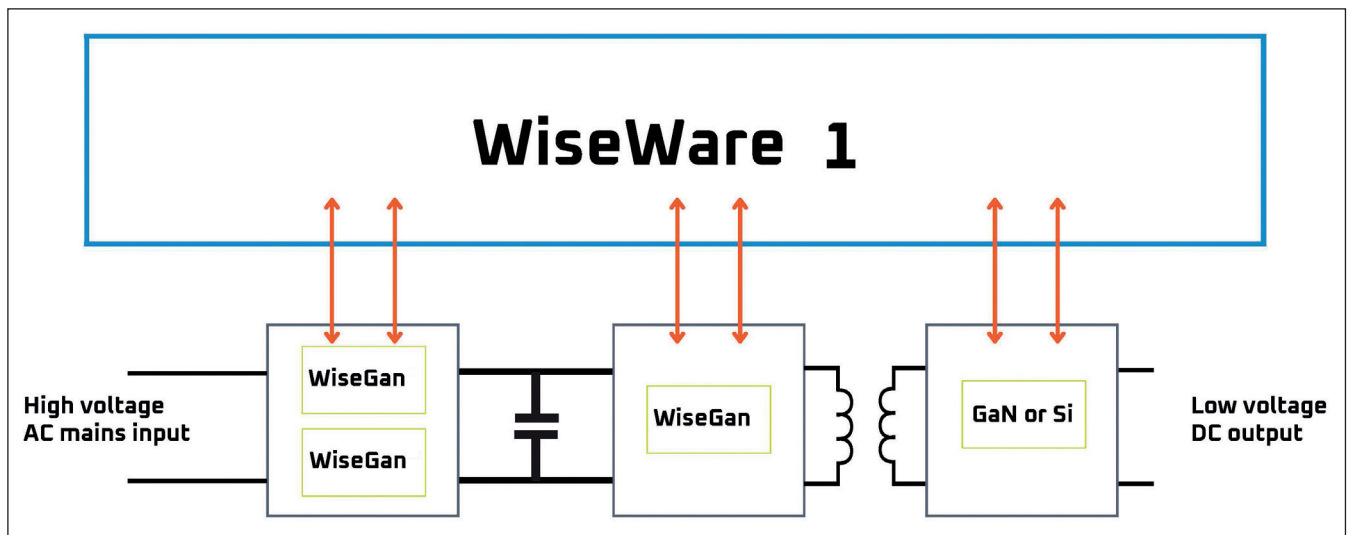 WiseWare 1
High voltage
AC mains input
WiseGan
WiseGan
WiseGan
GaN or Si
Low voltage
DC output